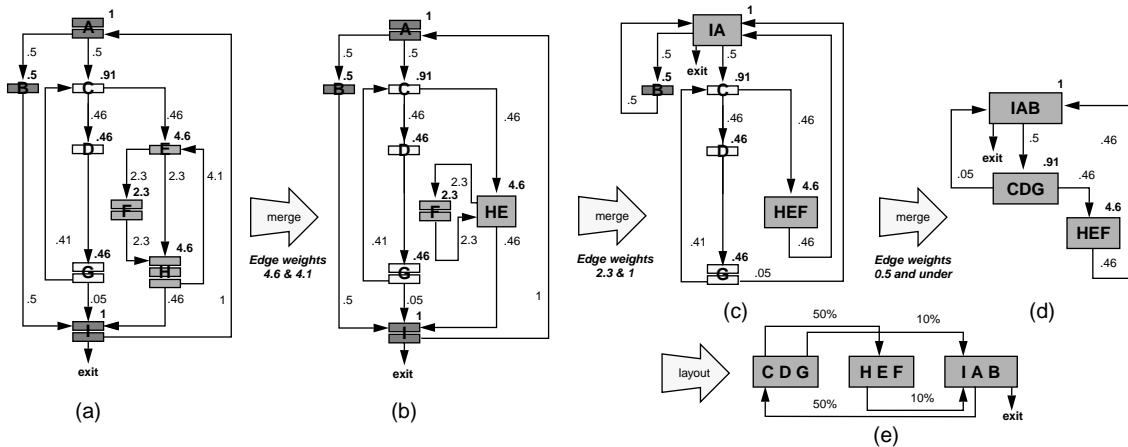 1
A
.5
.5
.5
B
.91
C
.46
.46
.46
D
4.6
E
2.3
2.3
4.1
2.3
F
2.3
4.6
H
.41
.46
G
.5
.05
.46
1
1
I
exit
(a)
merge
Edge weights
4.6 & 4.1
1
A
.5
.5
.5
B
.91
C
.46
.46
.46
D
2.3
2.3
F
4.6
HE
2.3
.41
.46
.46
G
.5
.05
1
1
I
exit
(b)
merge
Edge weights
2.3 & 1
1
IA
.5
exit
.5
.5
B
.91
C
.5
.46
.46
.46
D
4.6
HEF
.41
.46
.46
G
.05
(c)
merge
Edge weights
0.5 and under
1
IAB
exit
.5
.46
.91
.05
CDG
.46
4.6
HEF
.46
(d)
layout
50%
10%
C D G
H E F
I A B
50%
10%
exit
(e)